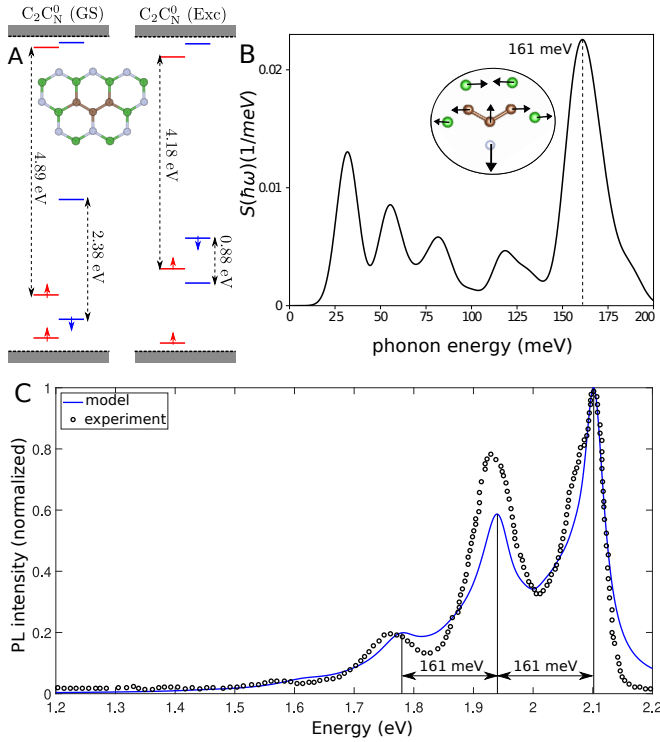 C₂C_N⁰ (GS)
C₂C_N⁰ (Exc)
A
4.89 eV
2.38 eV
4.18 eV
0.88 eV
B
161 meV
S(ℏω)(1/meV)
0.02
0.01
0
0
25
50
75
100
125
150
175
200
phonon energy (meV)
C
model
experiment
PL intensity (normalized)
1
0.8
0.6
0.4
0.2
0
161 meV
161 meV
1.2
1.3
1.4
1.5
1.6
1.7
1.8
1.9
2
2.1
2.2
Energy (eV)